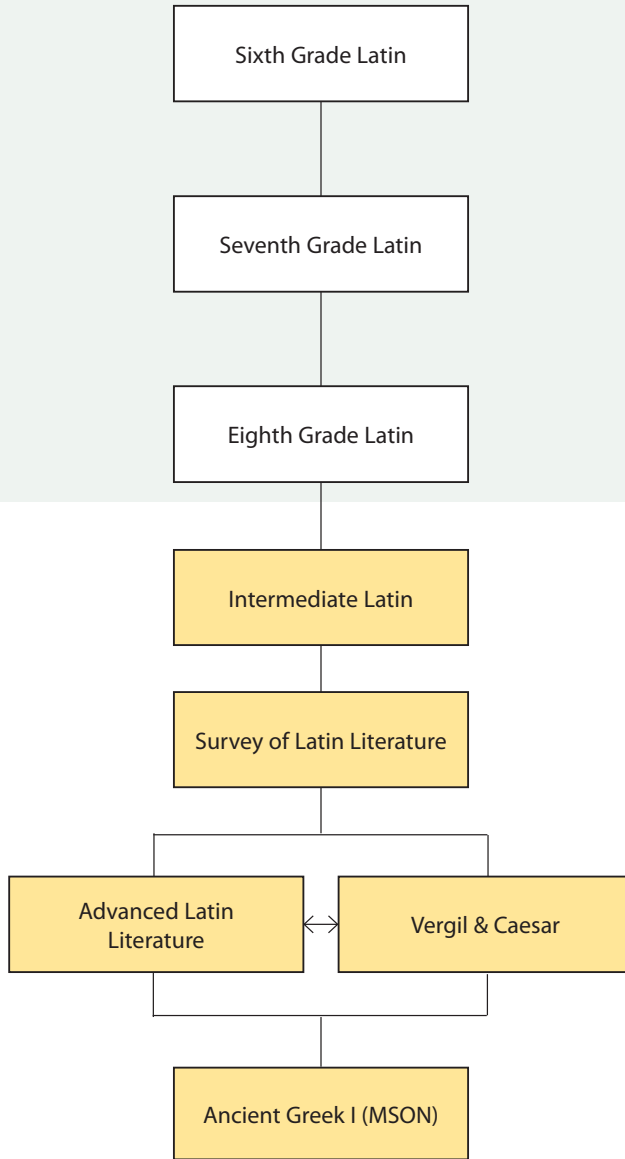 Sixth Grade Latin
Seventh Grade Latin
Eighth Grade Latin
Intermediate Latin
Survey of Latin Literature
Advanced Latin
Literature
Vergil & Caesar
Ancient Greek I (MSON)